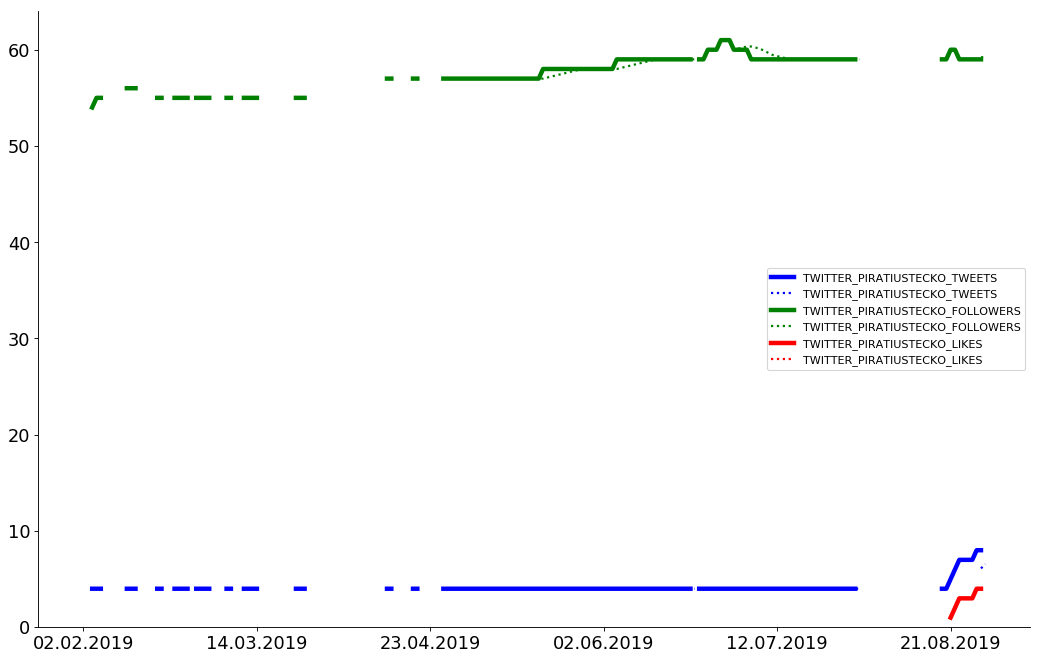 60
50
40
30
20
10
0
TWITTER_PIRATIUSTECKO_TWEETS
TWITTER_PIRATIUSTECKO_TWEETS
TWITTER_PIRATIUSTECKO_FOLLOWERS
TWITTER_PIRATIUSTECKO_FOLLOWERS
TWITTER_PIRATIUSTECKO_LIKES
TWITTER_PIRATIUSTECKO_LIKES
02.02.2019 14.03.2019 23.04.2019 02.06.2019 12.07.2019 21.08.2019